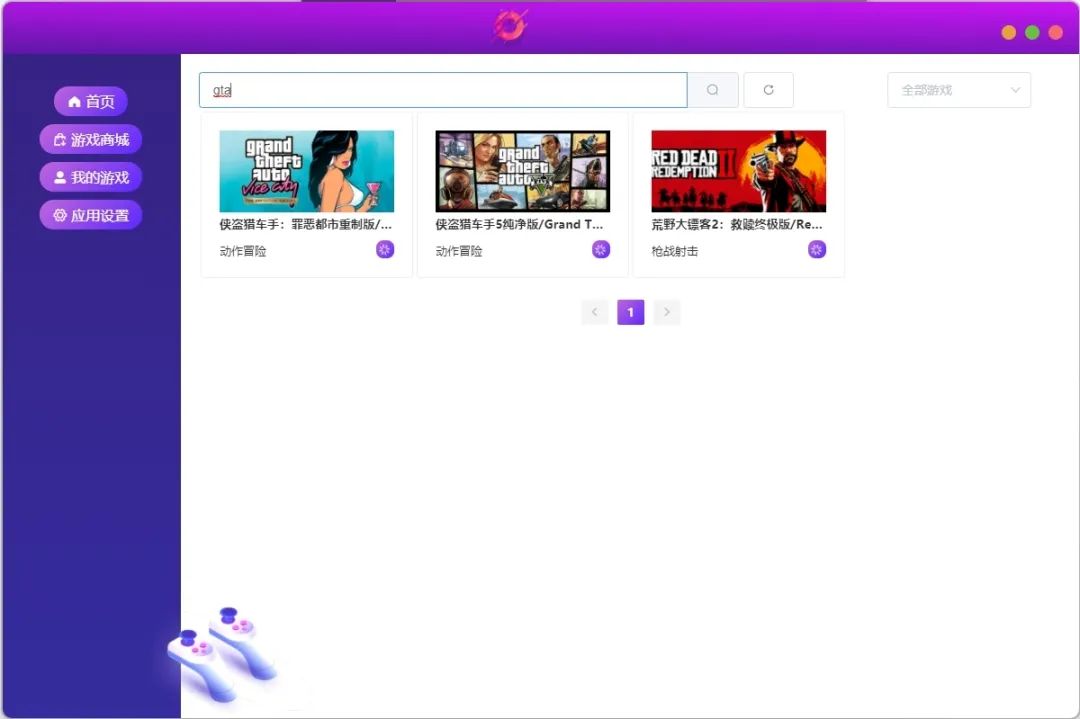 首页
游戏商城
我的游戏
应用设置
gta
全部游戏
grand
theft
auto
vice city
侠盗猎车手：罪恶都市重制版/...
动作冒险
grand
theft
auto
V
侠盗猎车手5纯净版/Grand T...
动作冒险
RED DEAD
REDEMPTION II
荒野大镖客2：救赎终极版/Re...
枪战射击
1